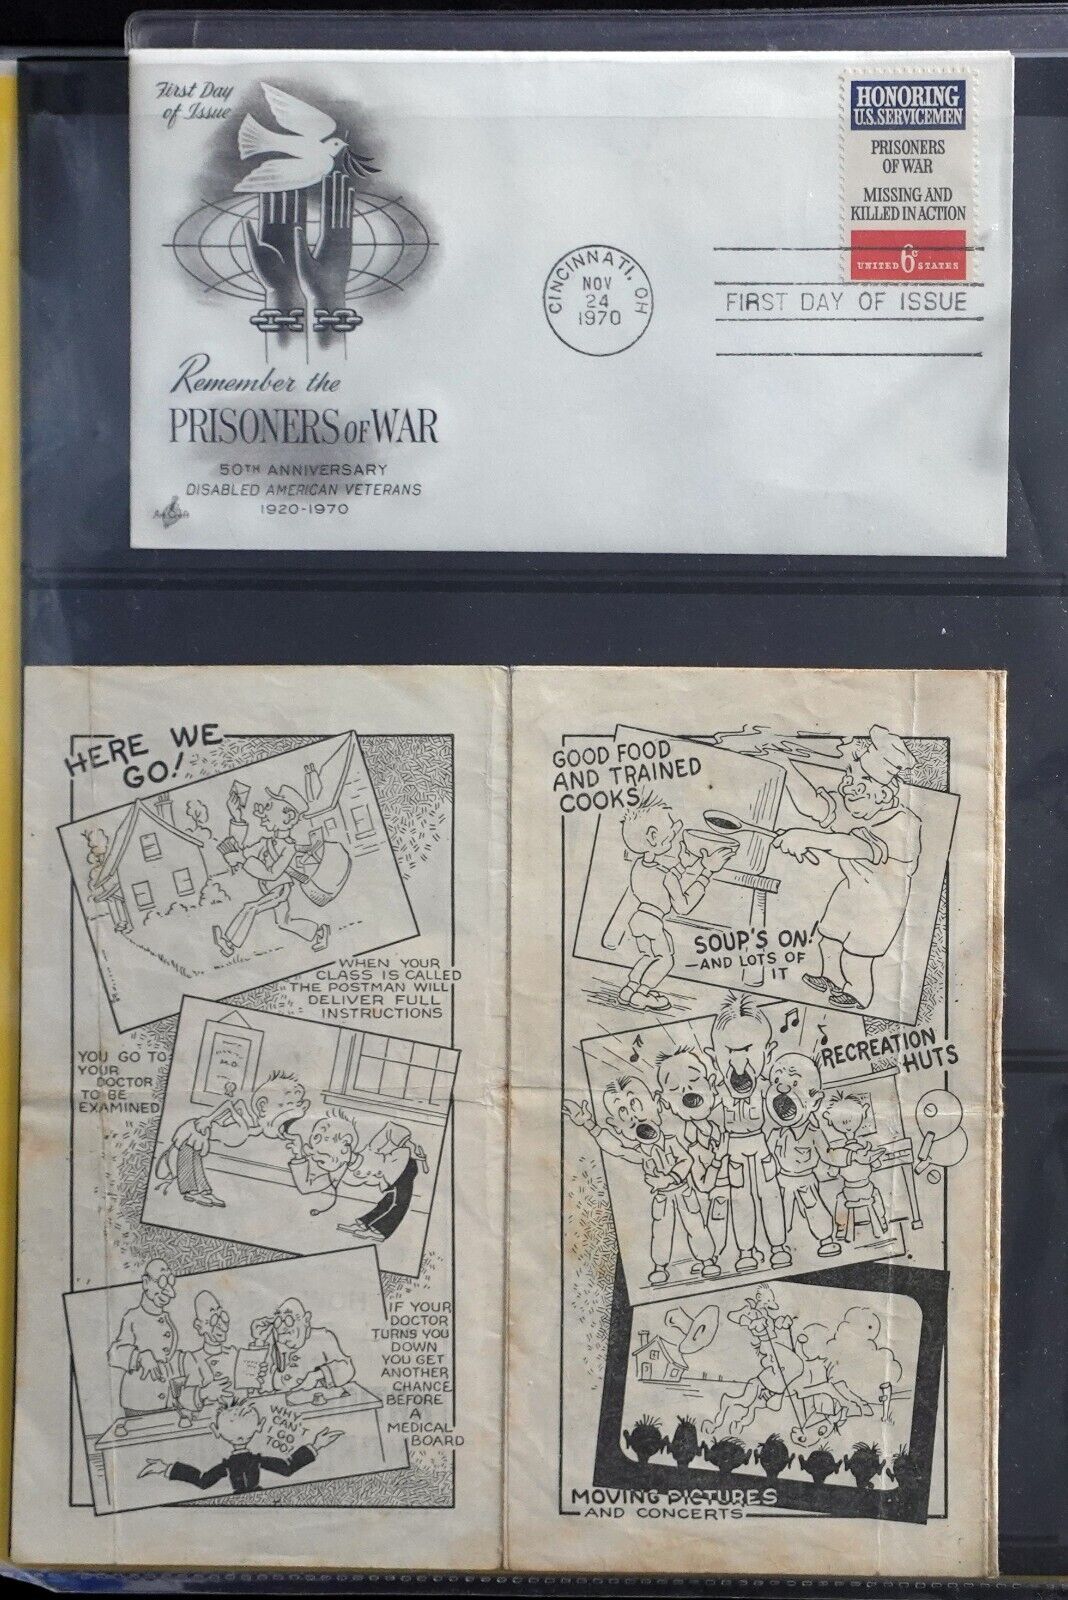 First Day
of Issue
HONORING
U.S. SERVICEMEN
PRISONERS
OF WAR
MISSING AND
KILLED IN ACTION
6c
UNITED STATES
CINCINNATI, OH
NOV
24
1970
FIRST DAY OF ISSUE
Remember the
PRISONERS OF WAR
50TH ANNIVERSARY
DISABLED AMERICAN VETERANS
1920-1970
ArtCraft
HERE WE
GO!
WHEN YOUR
CLASS IS CALLED
THE POSTMAN WILL
DELIVER FULL
INSTRUCTIONS
YOU GO TO
YOUR
DOCTOR
TO BE
EXAMINED
IF YOUR
DOCTOR
TURNS YOU
DOWN
YOU GET
ANOTHER
CHANCE
BEFORE
A
MEDICAL
BOARD
WHY
CAN'T
I GO
TOO!
GOOD FOOD
AND TRAINED
COOKS
SOUP'S ON!
—AND LOTS OF
IT
RECREATION
HUTS
MOVING PICTURES
AND CONCERTS